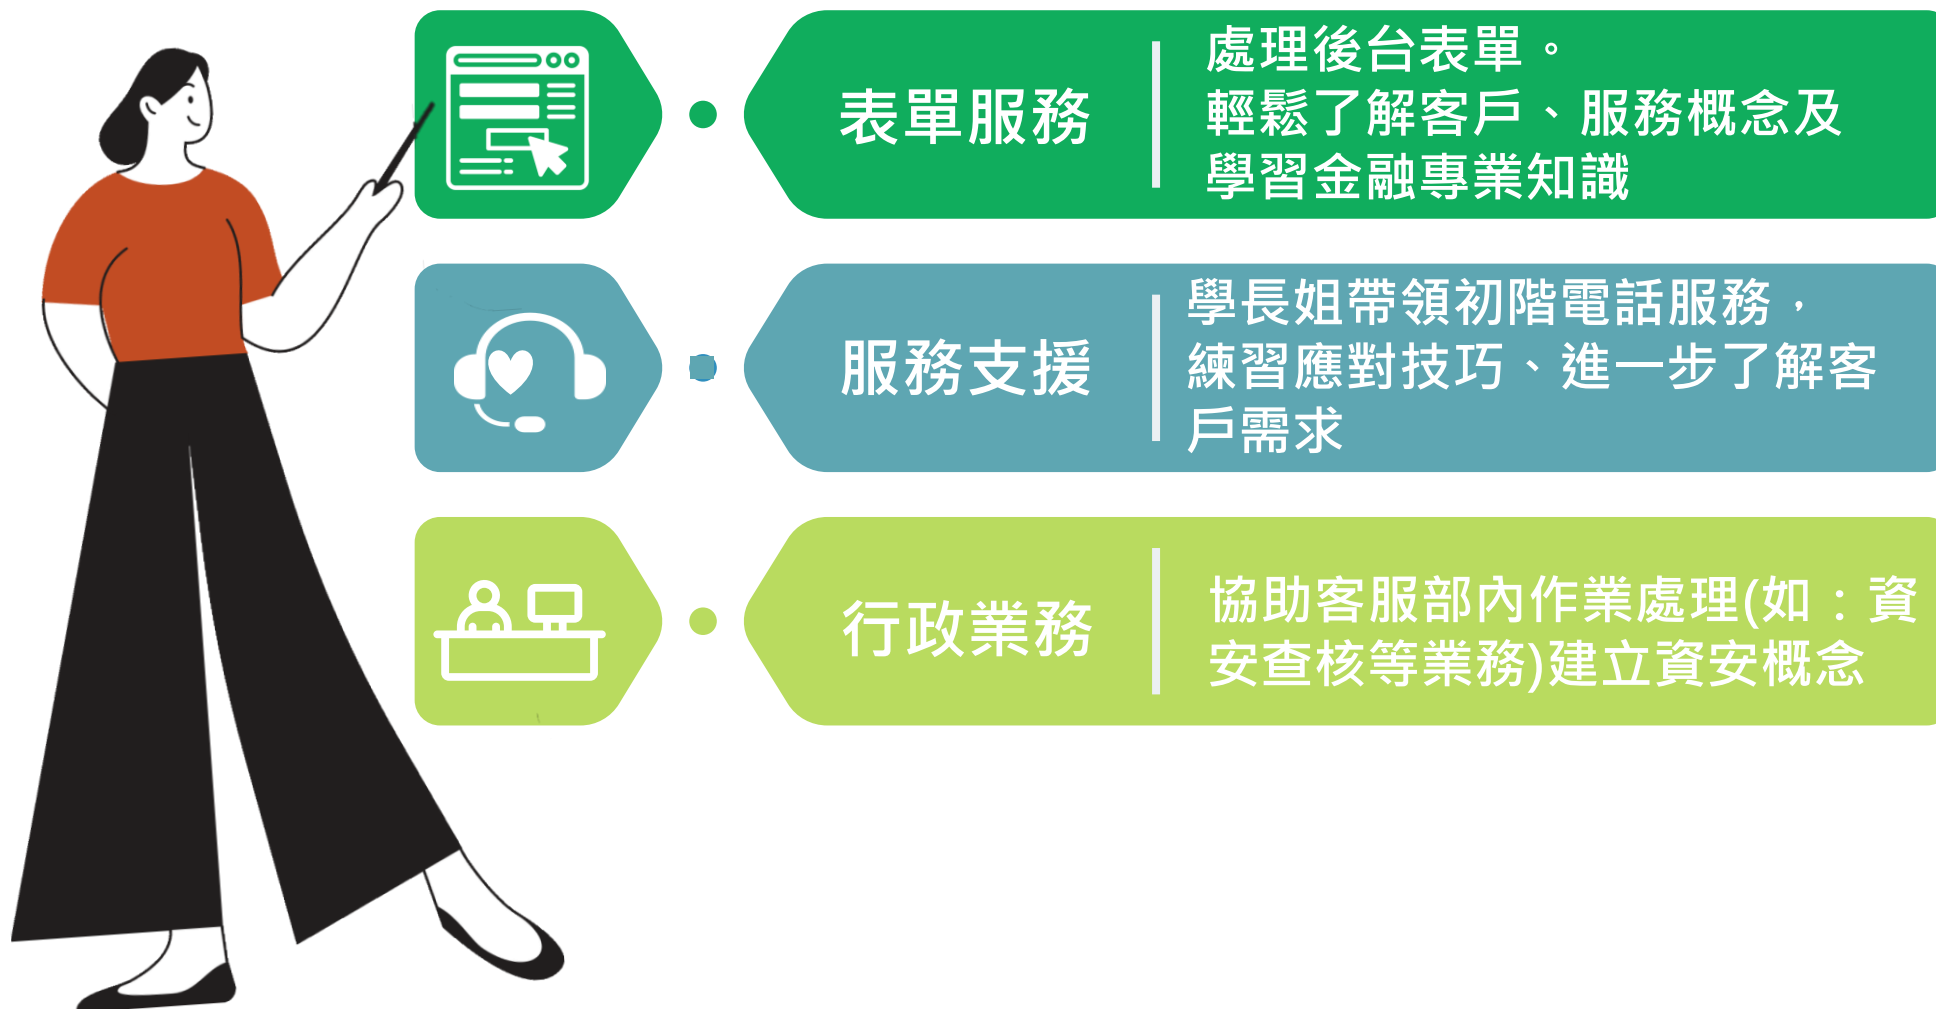 表單服務
處理後台表單。
輕鬆了解客戶、服務概念及
學習金融專業知識
服務支援
學長姐帶領初階電話服務，
練習應對技巧、進一步了解客
戶需求
行政業務
協助客服部內作業處理(如：資
安查核等業務)建立資安概念